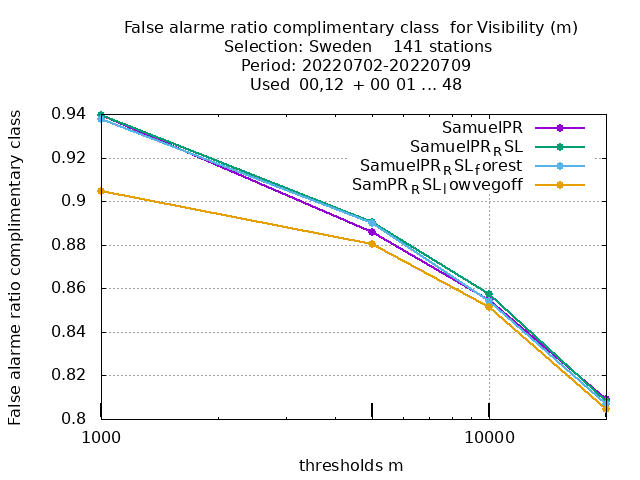 False alarme ratio complimentary class  for Visibility (m)
Selection: Sweden    141 stations
Period: 20220702-20220709
Used  00,12  + 00 01 ... 48
False alarme ratio complimentary class
0.94
0.92
0.9
0.88
0.86
0.84
0.82
0.8
SamuelPR
SamuelPR_RSL
SamuelPR_RSL_forest
SamPR_RSL_lowvegoff
1000
10000
thresholds m